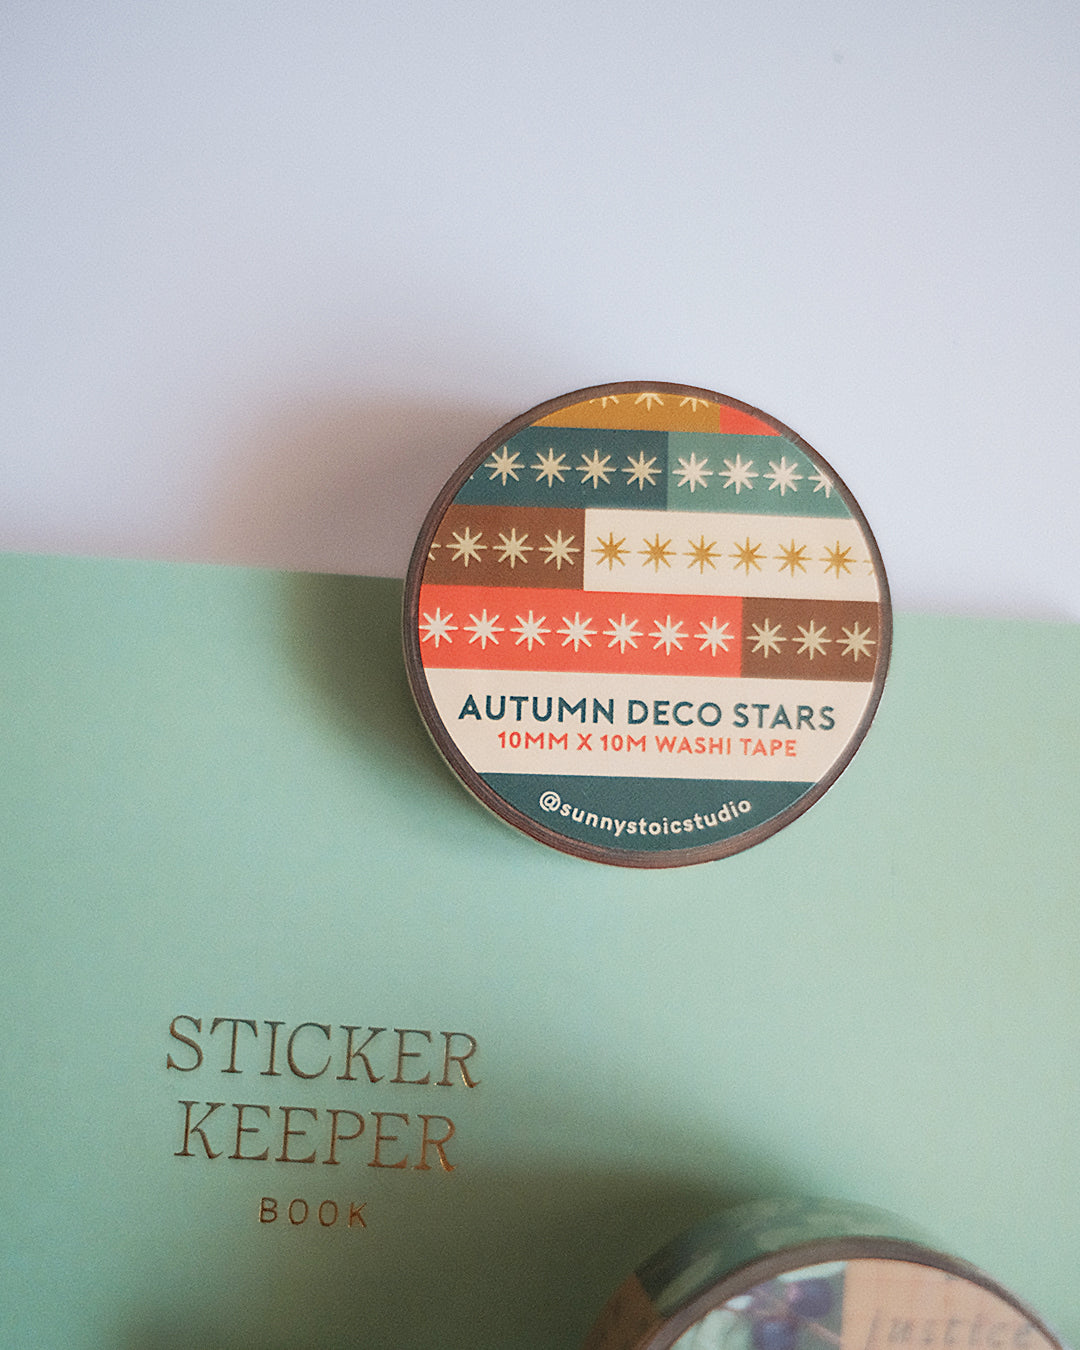 AUTUMN DECO STARS
10MM X 10M WASHI TAPE
@sunnystoicstudio
STICKER
KEEPER
BOOK